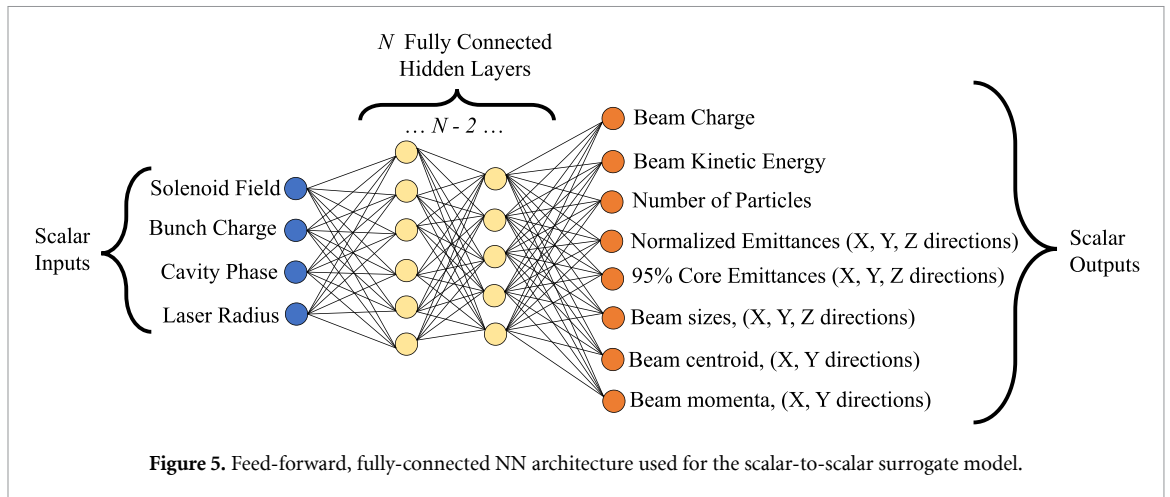 N Fully Connected
Hidden Layers
... N - 2 ...
Scalar
Inputs
Solenoid Field
Bunch Charge
Cavity Phase
Laser Radius
Beam Charge
Beam Kinetic Energy
Number of Particles
Normalized Emittances (X, Y, Z directions)
95% Core Emittances (X, Y, Z directions)
Beam sizes, (X, Y, Z directions)
Beam centroid, (X, Y directions)
Beam momenta, (X, Y directions)
Scalar
Outputs
Figure 5. Feed-forward, fully-connected NN architecture used for the scalar-to-scalar surrogate model.